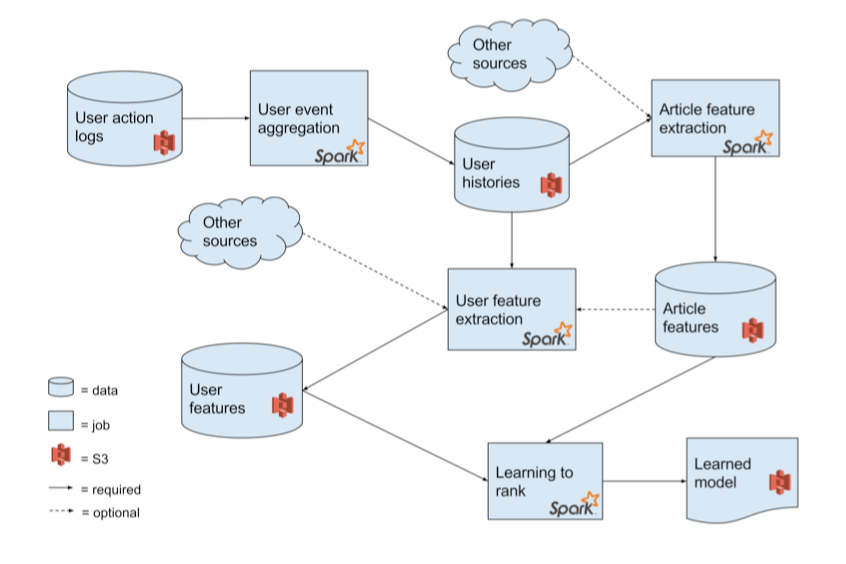 Other
sources
User action
logs
User event
aggregation
Spark
Article feature
extraction
Spark
User
histories
Other
sources
User feature
extraction
Spark
Article
features
User
features
= data
= job
= S3
= required
= optional
Learning to
rank
Spark
Learned
model